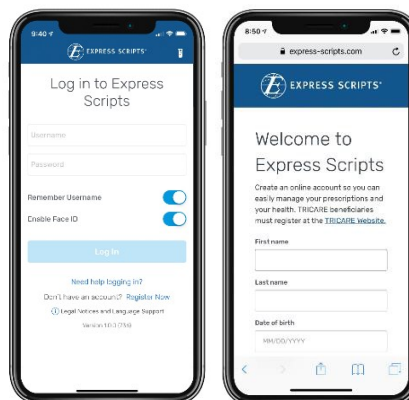 9:40
EXPRESS SCRIPTS
Log in to Express
Scripts
Username
Password
Remember Username
Enable Face ID
Log In
Need help logging in?
Don't have an account? Register Now
Legal Notices and Language Support
8:50
express-scripts.com
EXPRESS SCRIPTS
Welcome to
Express Scripts
Create an online account so you can
easily manage your prescriptions and
your health. TRICARE beneficiaries
must register at the TRICARE Website.
First name
Last name
Date of birth
MM/DD/YYYY